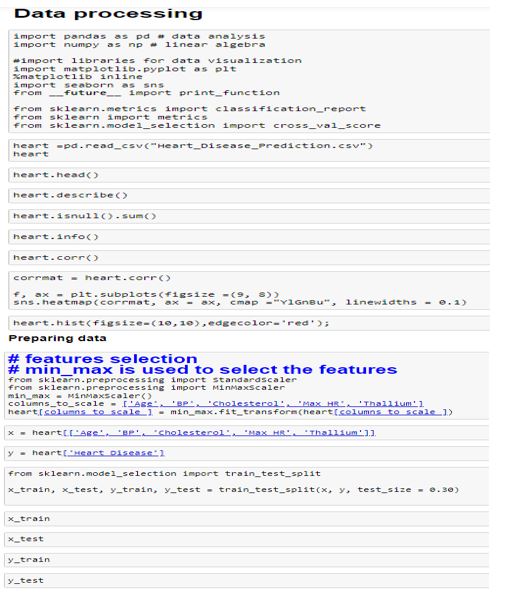 Data processing
import pandas as pd # data analysis
import numpy as np # linear algebra
#import libraries for data visualization
import matplotlib.pyplot as plt
%matplotlib inline
import seaborn as sns
from __future__ import print_function
from sklearn.metrics import classification_report
from sklearn import metrics
from sklearn.model_selection import cross_val_score
heart =pd.read_csv("Heart_Disease_Prediction.csv")
heart
heart.head()
heart.describe()
heart.isnull().sum()
heart.info()
heart.corr()
corrmat = heart.corr()
f, ax = plt.subplots(figsize =(9, 8))
sns.heatmap(corrmat, ax = ax, cmap ="YlGnBu", linewidths = 0.1)
heart.hist(figsize=(10,10),edgecolor='red');
Preparing data
# features selection
# min_max is used to select the features
from sklearn.preprocessing import StandardScaler
from sklearn.preprocessing import MinMaxScaler
min_max = MinMaxScaler()
columns_to_scale = ['Age', 'BP', 'Cholesterol', 'Max HR', 'Thallium']
heart[columns_to_scale ] = min_max.fit_transform(heart[columns_to_scale ])
x = heart[['Age', 'BP', 'Cholesterol', 'Max HR', 'Thallium']]
y = heart['Heart Disease']
from sklearn.model_selection import train_test_split
x_train, x_test, y_train, y_test = train_test_split(x, y, test_size = 0.30)
x_train
x_test
y_train
y_test